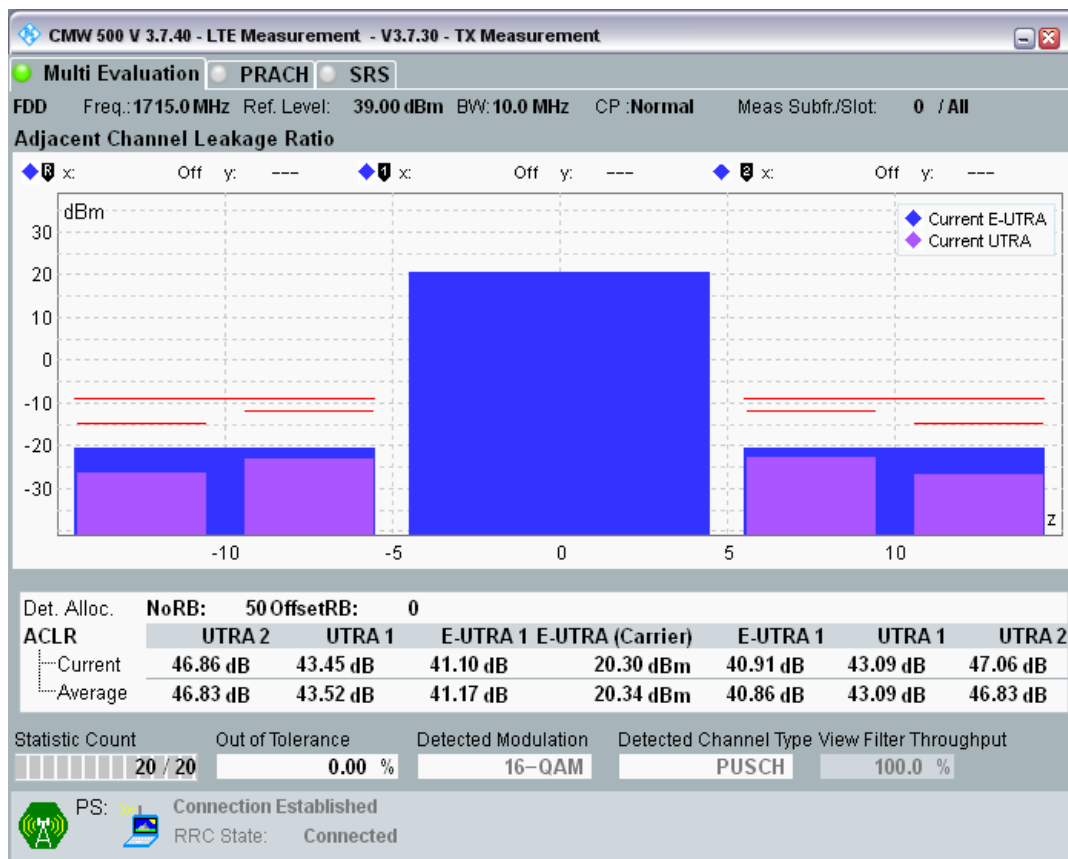 CMW 500 V 3.7.40 - LTE Measurement - V3.7.30 - TX Measurement
Multi Evaluation PRACH SRS
FDD Freq.:1715.0 MHz Ref. Level: 39.00 dBm BW:10.0 MHz CP :Normal Meas Subfr./Slot: 0 / All
Adjacent Channel Leakage Ratio
R x: Off y: --- 1 x: Off y: --- 2 x: Off y: ---
dBm
Current E-UTRA
Current UTRA
30
20
10
0
-10
-20
-30
z
-10 -5 0 5 10
Det. Alloc. NoRB: 50 OffsetRB: 0
ACLR UTRA 2 UTRA 1 E-UTRA 1 E-UTRA (Carrier) E-UTRA 1 UTRA 1 UTRA 2
Current 46.86 dB 43.45 dB 41.10 dB 20.30 dBm 40.91 dB 43.09 dB 47.06 dB
Average 46.83 dB 43.52 dB 41.17 dB 20.34 dBm 40.86 dB 43.09 dB 46.83 dB
Statistic Count Out of Tolerance Detected Modulation Detected Channel Type View Filter Throughput
20 / 20 0.00 % 16-QAM PUSCH 100.0 %
PS: Connection Established
RRC State: Connected